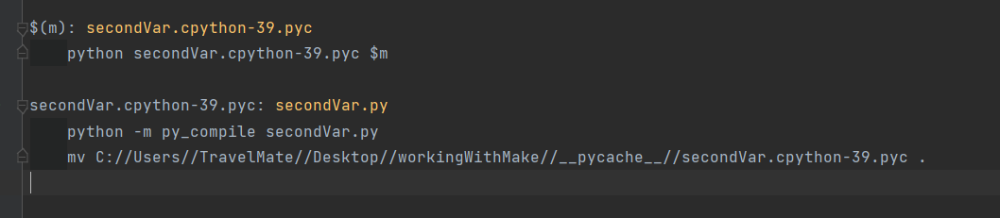 $(m): secondVar.cpython-39.pyc
    python secondVar.cpython-39.pyc $m
secondVar.cpython-39.pyc: secondVar.py
    python -m py_compile secondVar.py
    mv C://Users//TravelMate//Desktop//workingWithMake//__pycache__//secondVar.cpython-39.pyc .